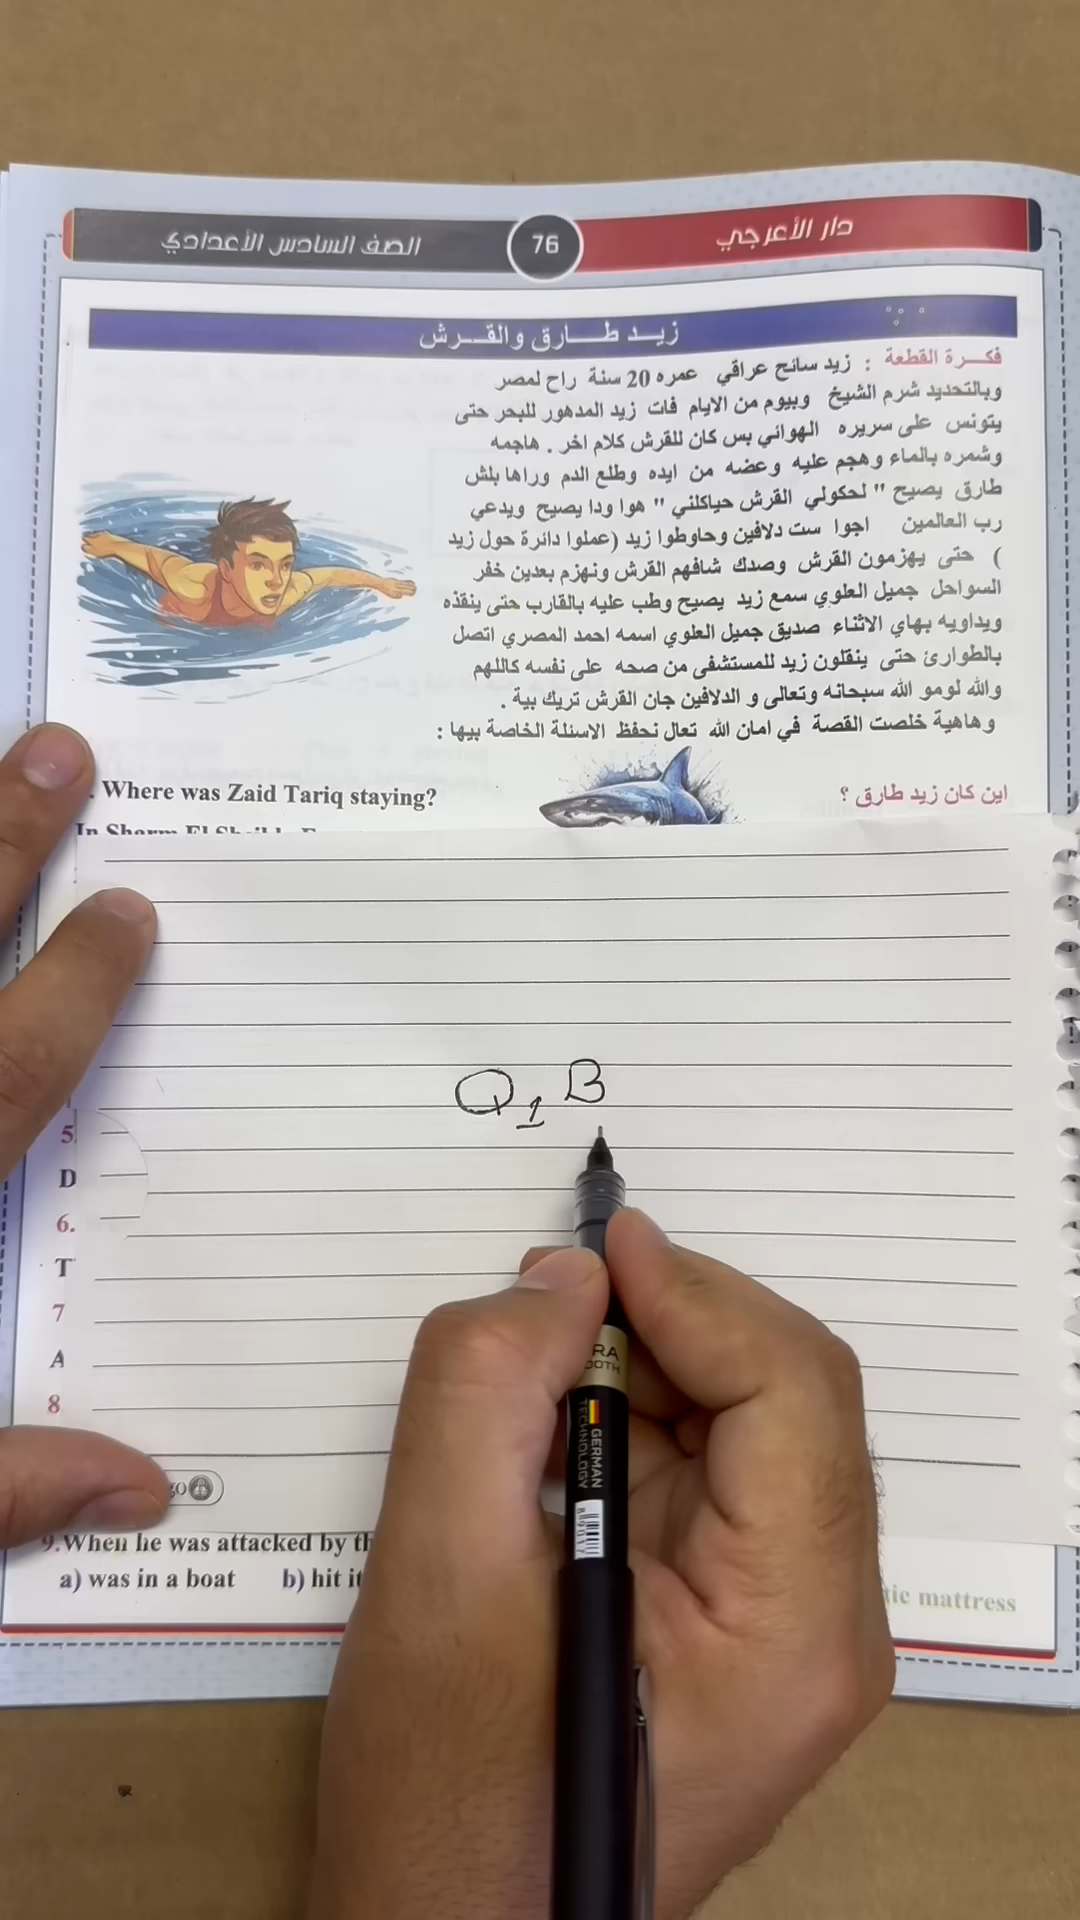 دار الأعرجي
76
الصف السادس الأعدادي
زيـد طـارق والقـرش
فكـرة القطعة : زيد سائح عراقي عمره 20 سنة راح لمصر
وبالتحديد شرم الشيخ وبيوم من الايام فات زيد المدهور للبحر حتى
يتونس على سريره الهوائي بس كان للقرش كلام اخر . هاجمه
وشمره بالماء وهجم عليه وعضه من ايده وطلع الدم وراها بلش
طارق يصيح " لحكولي القرش حياكلني " هوا ودا يصيح ويدعي
رب العالمين اجوا ست دلافين وحاوطوا زيد (عملوا دائرة حول زيد
) حتى يهزمون القرش وصدك شافهم القرش ونهزم بعدين خفر
السواحل جميل العلوي سمع زيد يصيح وطب عليه بالقارب حتى ينقذه
ويداويه بهاي الاثناء صديق جميل العلوي اسمه احمد المصري اتصل
بالطوارئ حتى ينقلون زيد للمستشفى من صحه على نفسه كاللهم
والله لومو الله سبحانه وتعالى و الدلافين جان القرش تريك بية .
وهاهية خلصت القصة في امان الله تعال نحفظ الاسئلة الخاصة بيها :
. Where was Zaid Tariq staying?
اين كان زيد طارق ؟
Q1 B
5.
D
6.
T
7
A
8
9.When he was attacked by th
a) was in a boat b) hit it
tic mattress
RA
OOTH
GERMAN
TECHNOLOGY